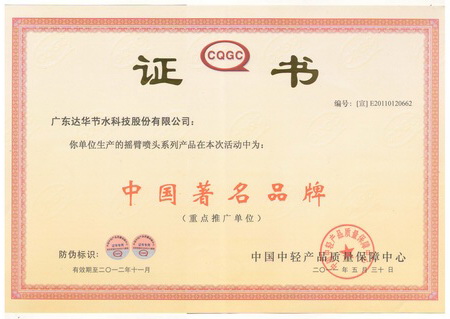 CQGC
证书
编号：[宣] E20110120662
广东达华节水科技股份有限公司：
你单位生产的摇臂喷头系列产品在本次活动中为：
中国著名品牌
（重点推广单位）
防伪标识：
有效期至二〇一二年十一月
中国中轻产品质量保障中心
二〇一一年五月三十日